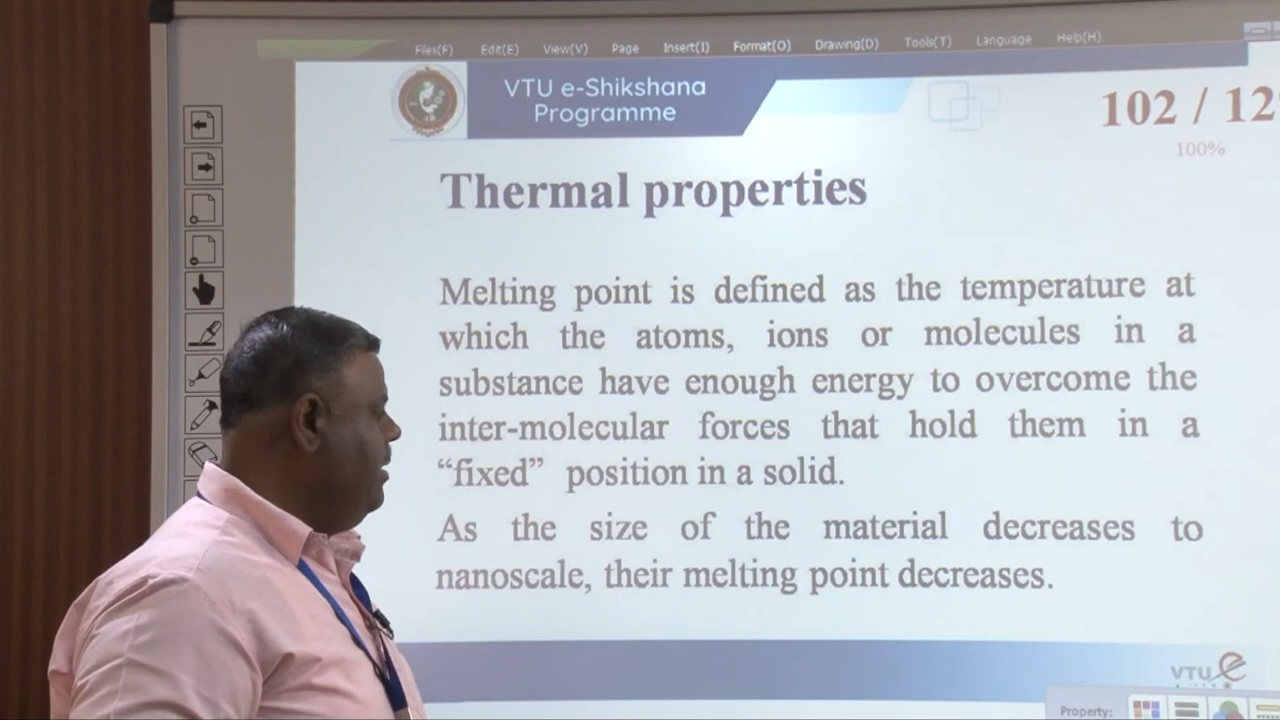 Files(F) Edit(E) View(V) Page Insert(I) Format(O) Drawing(D) Tools(T) Language Help(H)
VTU e-Shikshana
Programme
102 / 12
100%
Thermal properties
Melting point is defined as the temperature at
which the atoms, ions or molecules in a
substance have enough energy to overcome the
inter-molecular forces that hold them in a
“fixed” position in a solid.
As the size of the material decreases to
nanoscale, their melting point decreases.
VTU e
Property: